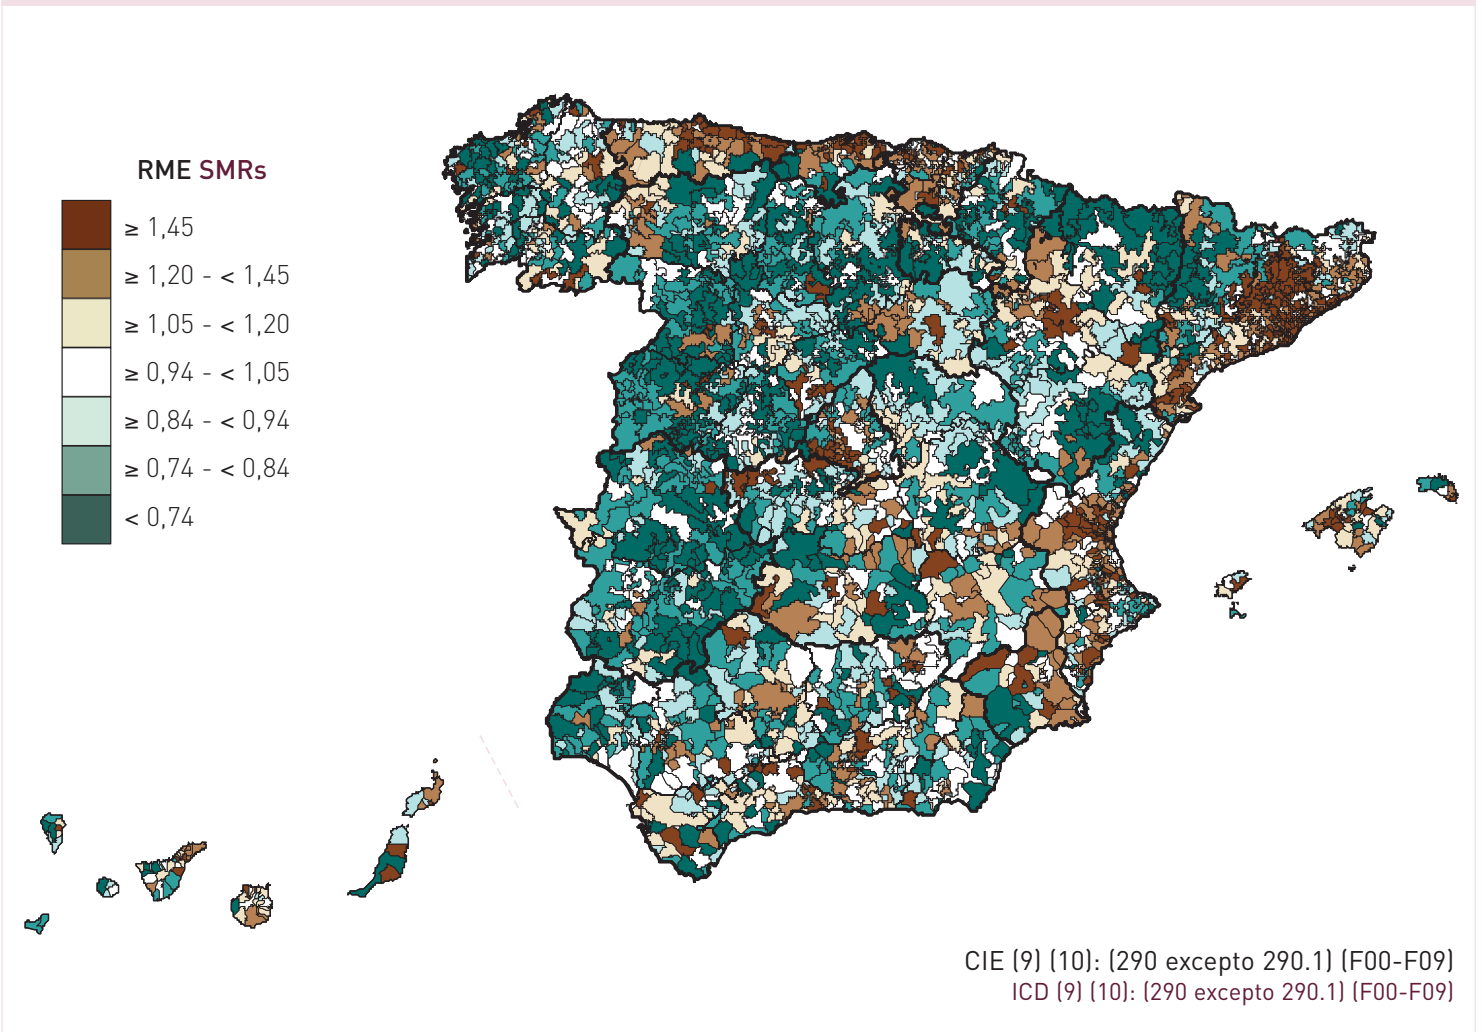 RME SMRs
≥ 1,45
≥ 1,20 - < 1,45
≥ 1,05 - < 1,20
≥ 0,94 - < 1,05
≥ 0,84 - < 0,94
≥ 0,74 - < 0,84
< 0,74
CIE (9) (10): (290 excepto 290.1) (F00-F09)
ICD (9) (10): (290 excepto 290.1) (F00-F09)